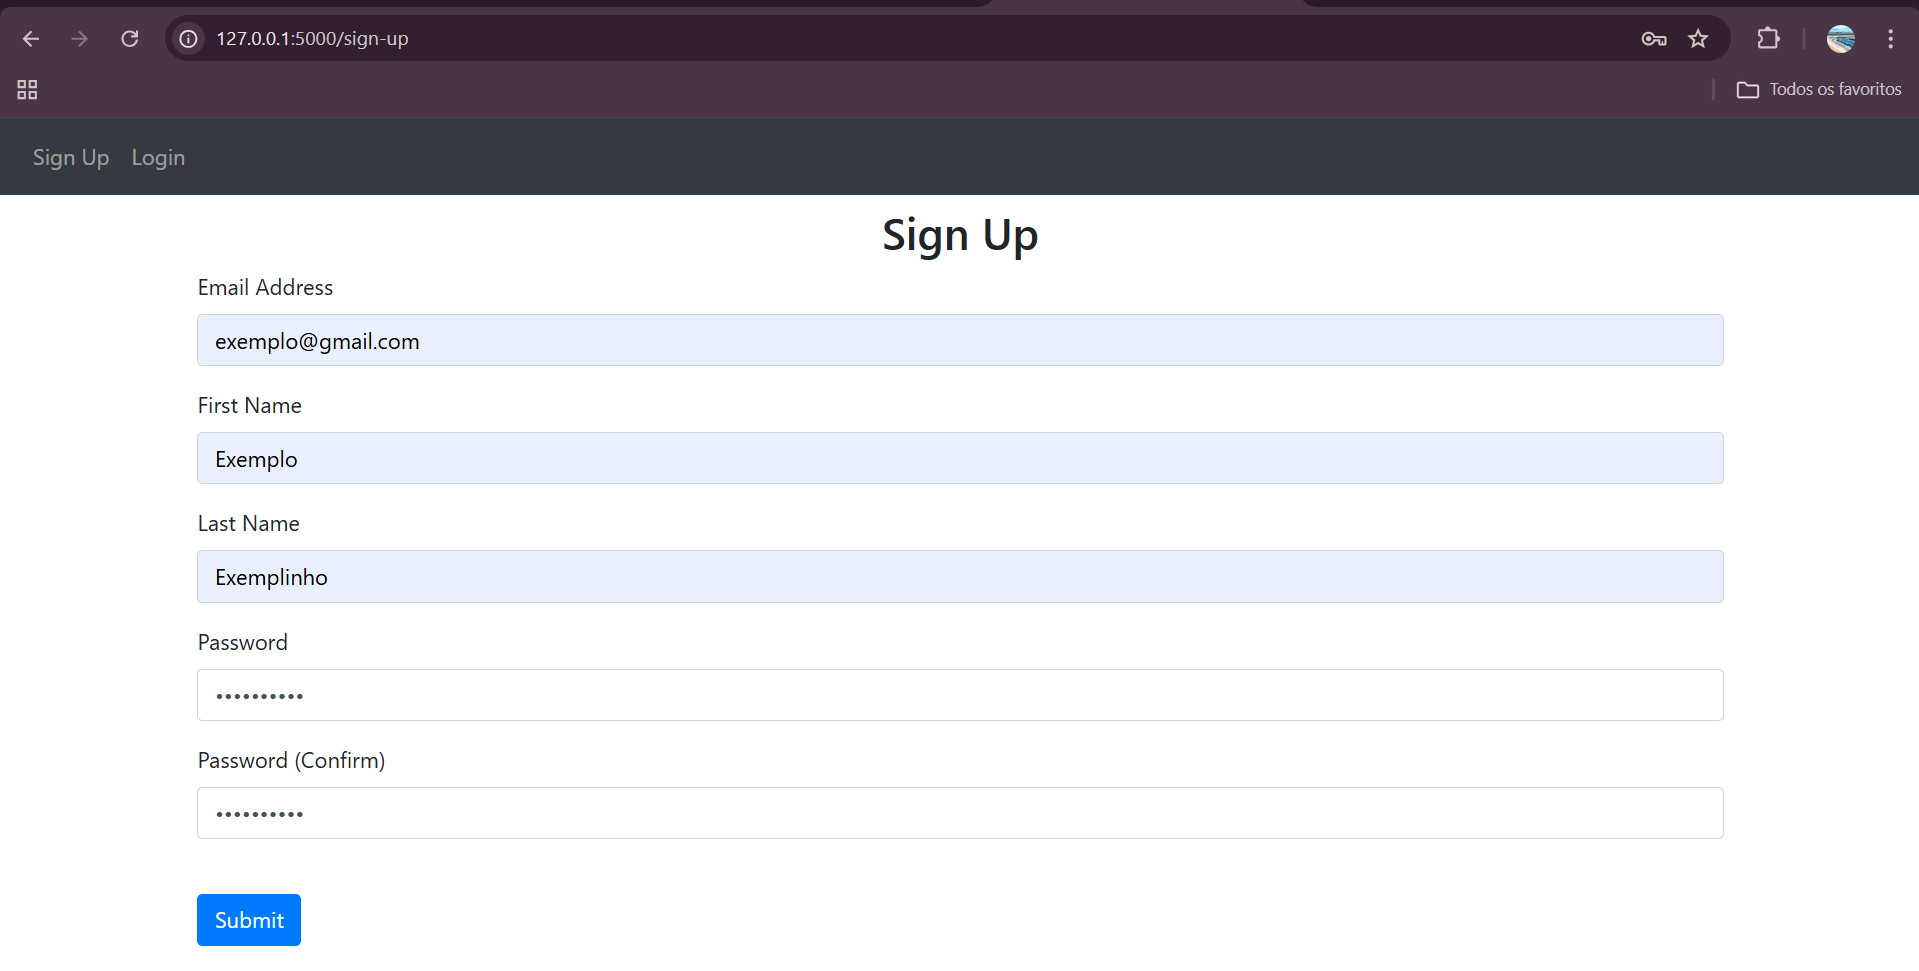 127.0.0.1:5000/sign-up
Todos os favoritos
Sign Up Login
Sign Up
Email Address
exemplo@gmail.com
First Name
Exemplo
Last Name
Exemplinho
Password
••••••••••
Password (Confirm)
••••••••••
Submit